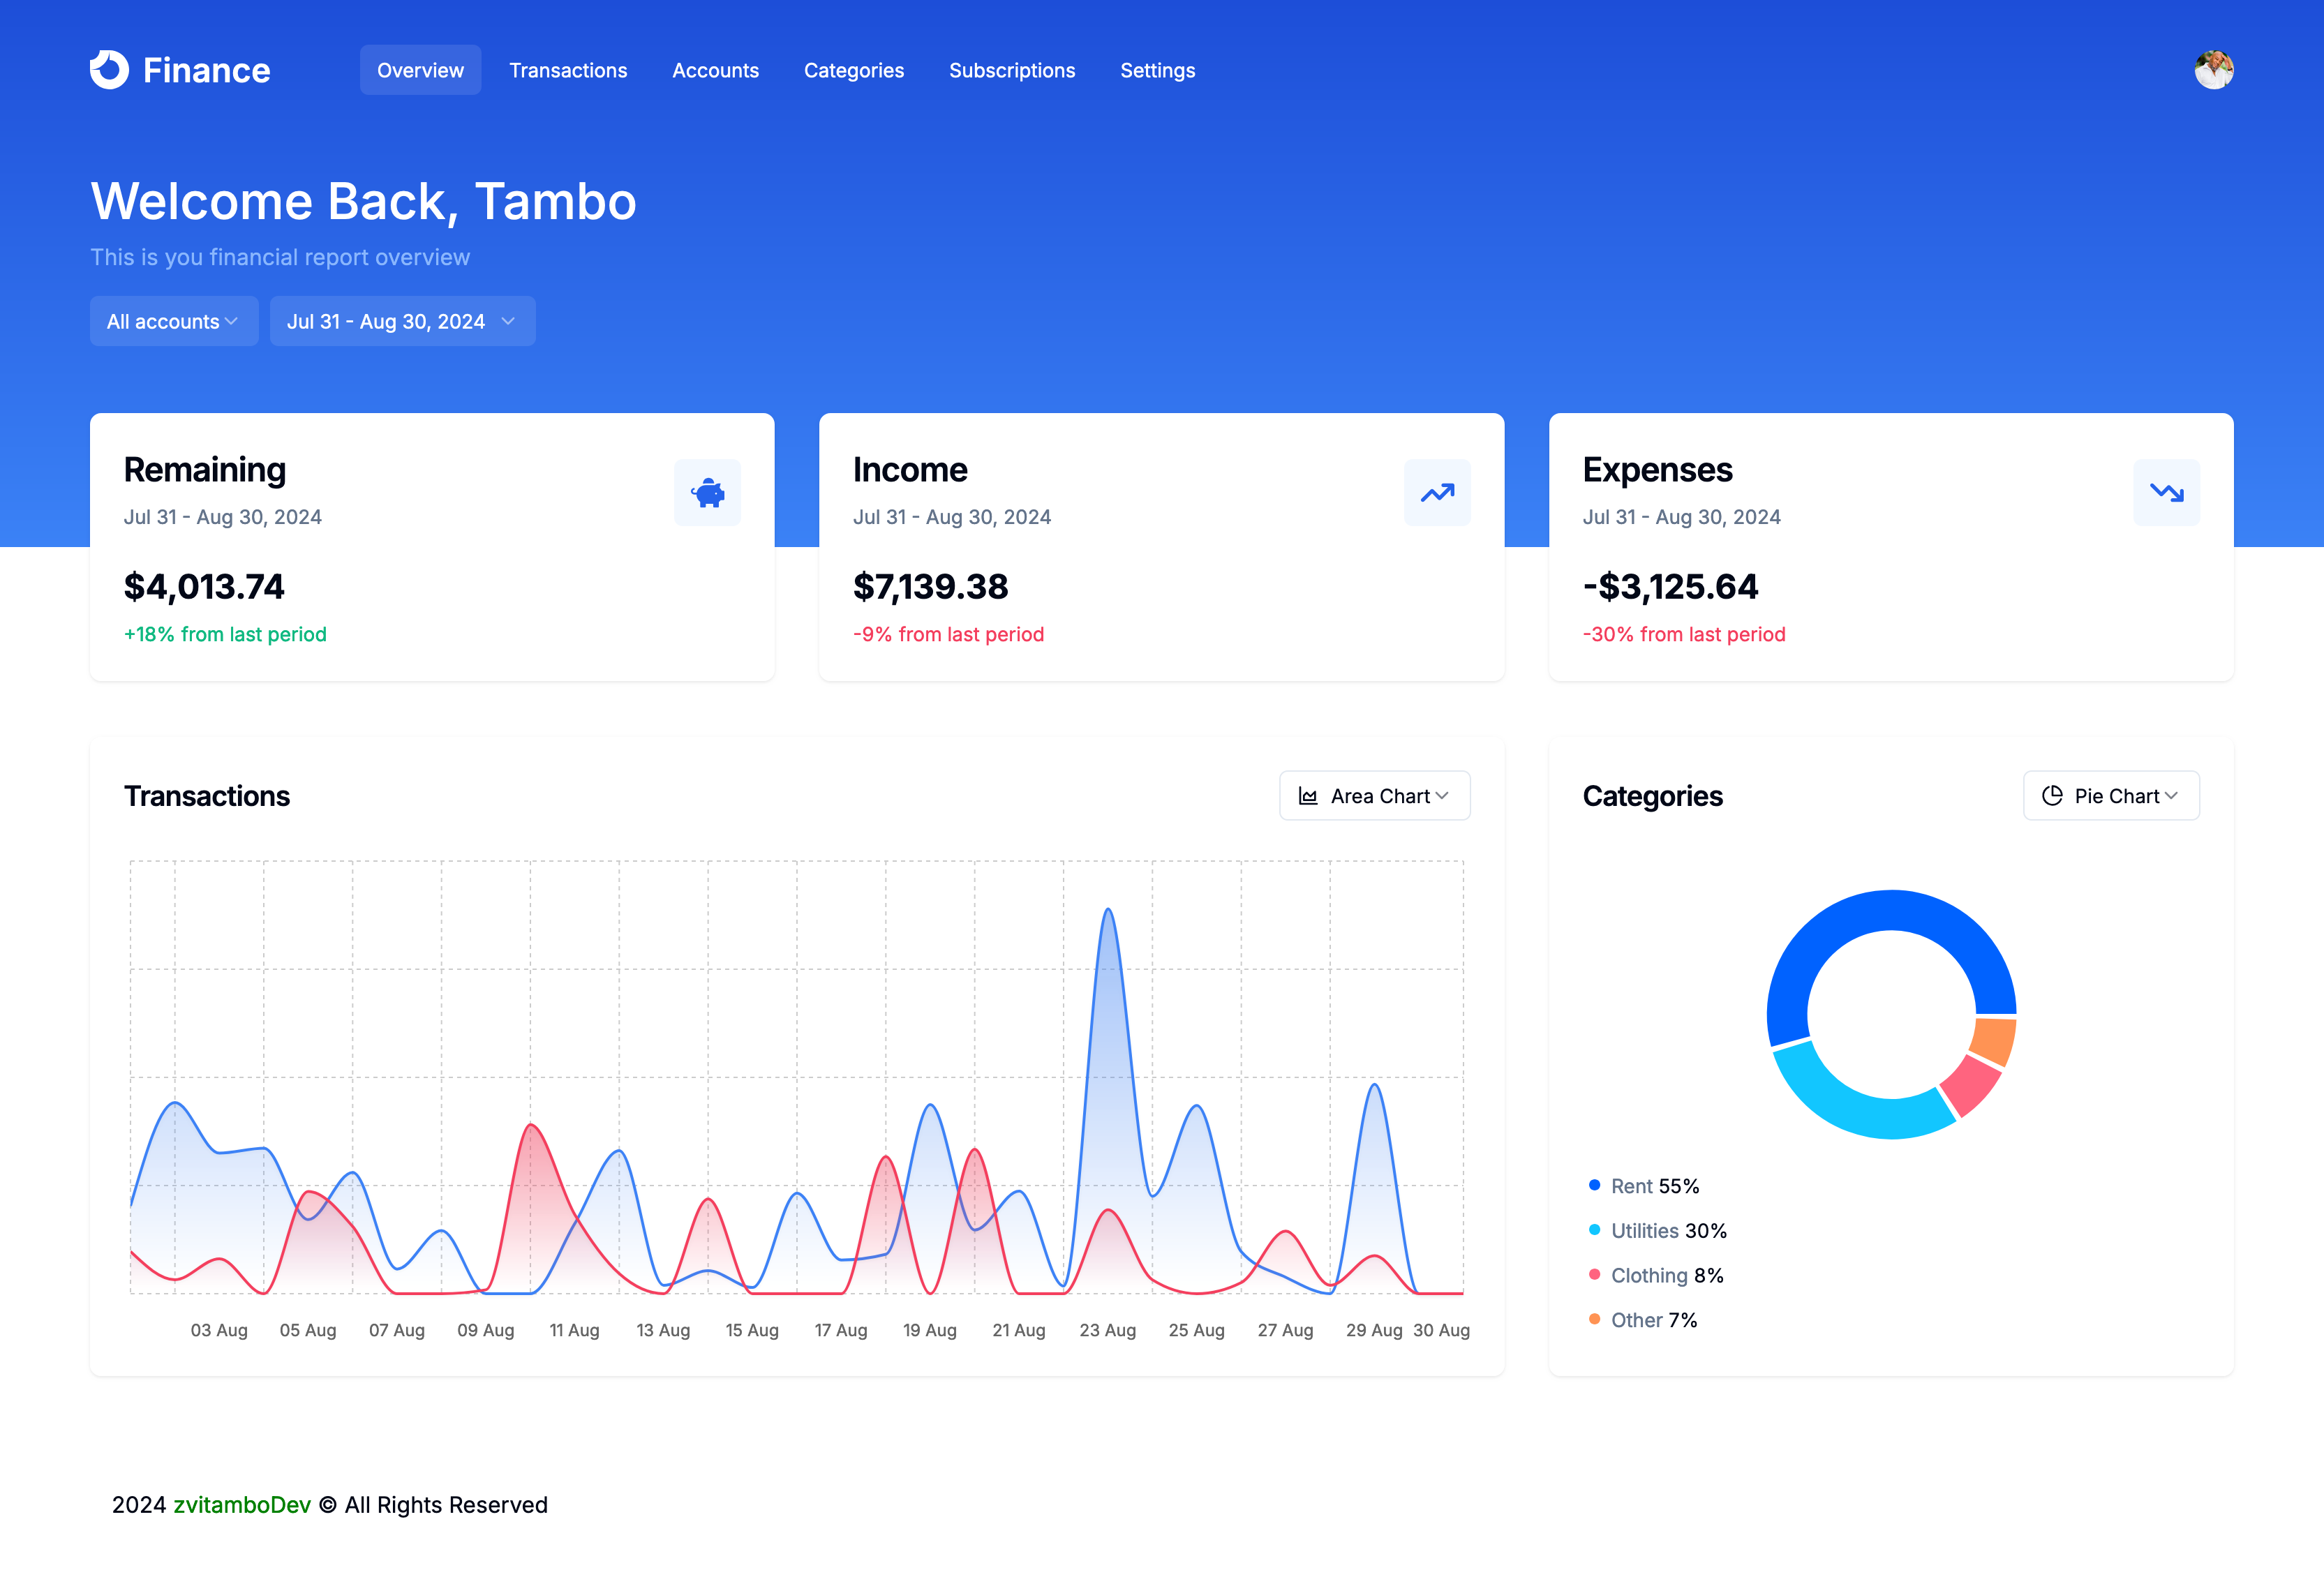 Finance
Overview
Transactions
Accounts
Categories
Subscriptions
Settings
Welcome Back, Tambo
This is you financial report overview
All accounts
Jul 31 - Aug 30, 2024
Remaining
Jul 31 - Aug 30, 2024
$4,013.74
+18% from last period
Income
Jul 31 - Aug 30, 2024
$7,139.38
-9% from last period
Expenses
Jul 31 - Aug 30, 2024
-$3,125.64
-30% from last period
Transactions
Area Chart
03 Aug
05 Aug
07 Aug
09 Aug
11 Aug
13 Aug
15 Aug
17 Aug
19 Aug
21 Aug
23 Aug
25 Aug
27 Aug
29 Aug
30 Aug
Categories
Pie Chart
Rent 55%
Utilities 30%
Clothing 8%
Other 7%
2024 zvitamboDev © All Rights Reserved